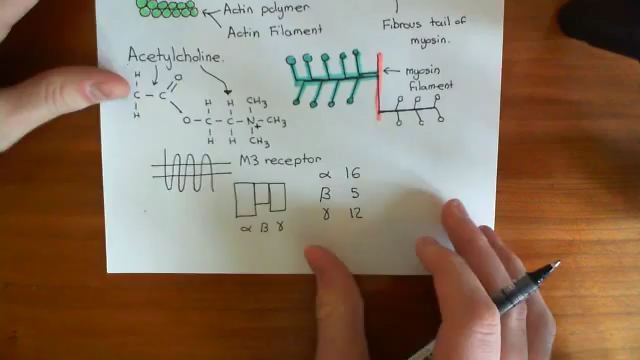 Actin polymer
Actin Filament
Fibrous tail of
myosin.
Acetylcholine.
myosin
filament
H
O
C - C
H
H H CH₃
O - C - C - N - CH₃
+
H H CH₃
M3 receptor
α 16
β 5
γ 12
α β γ